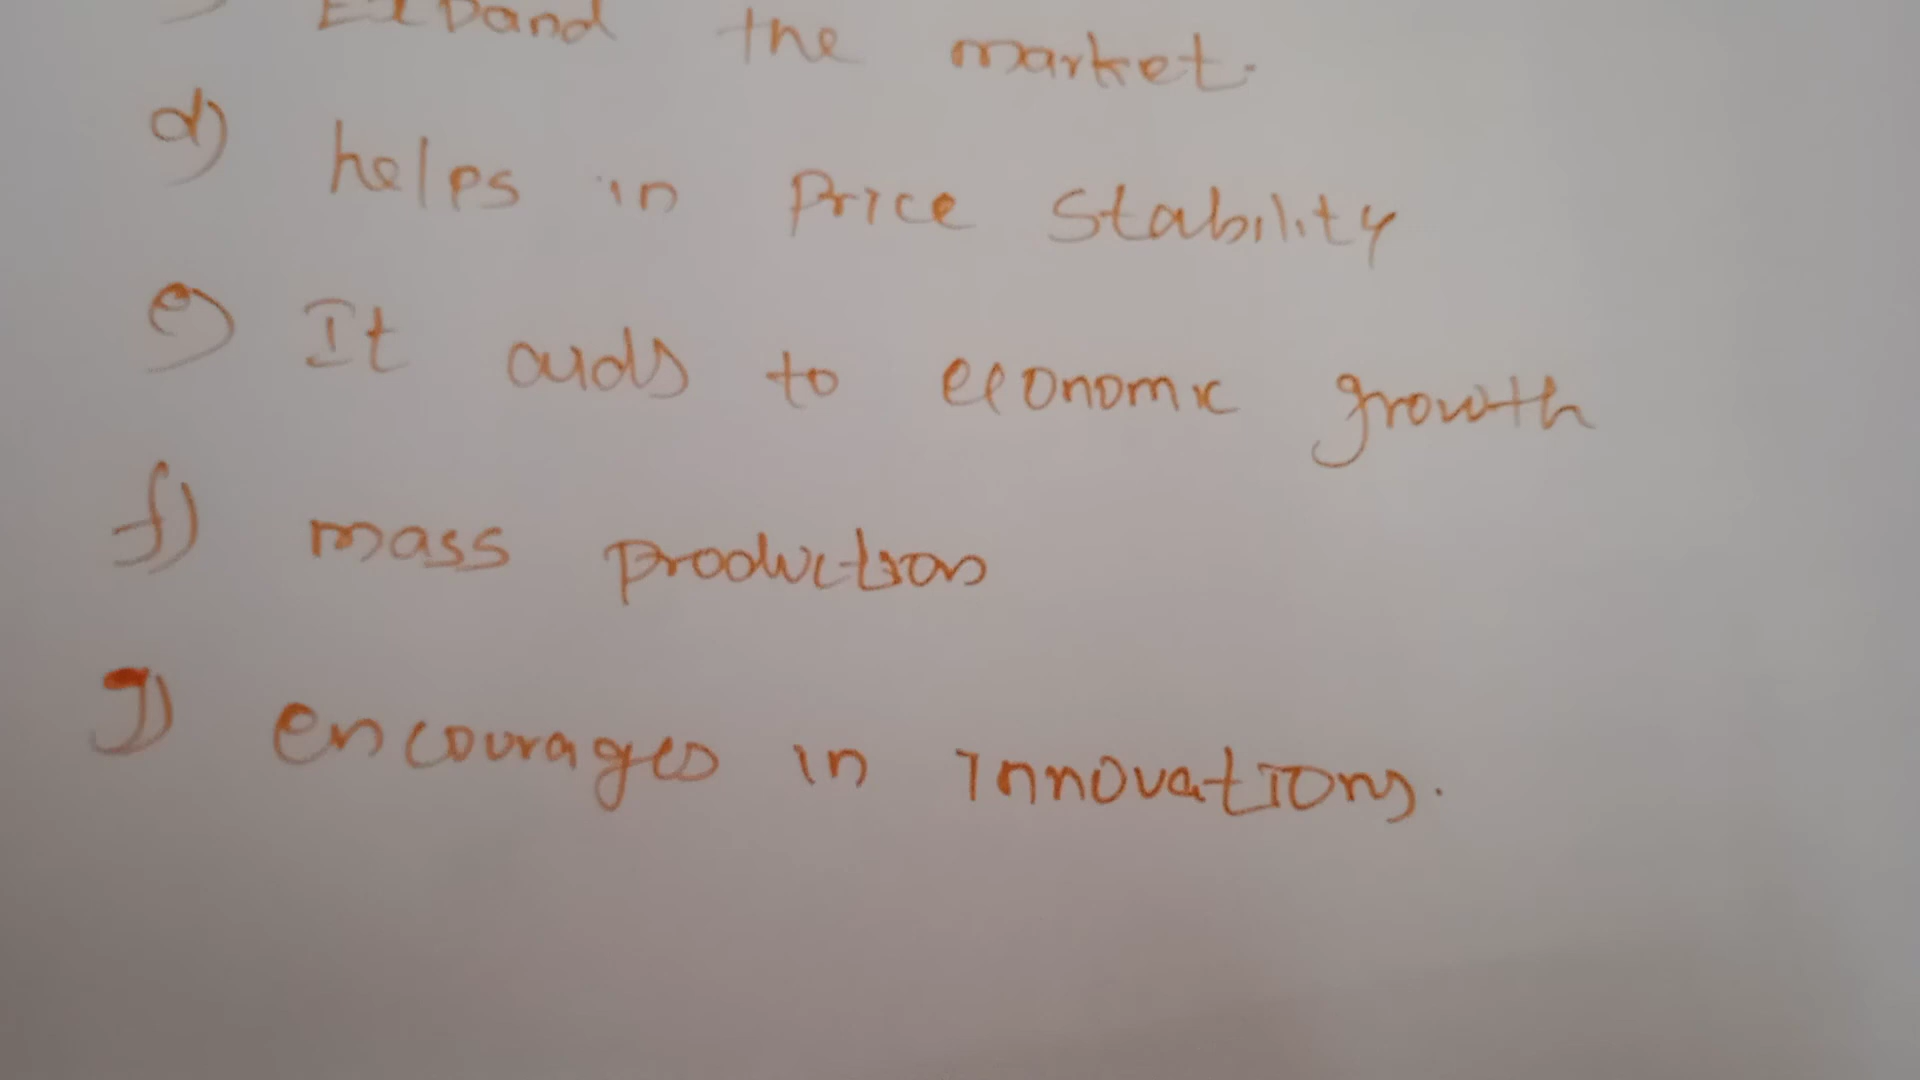 Expand the market.
d) helps in Price Stability
e) It aids to economic growth
f) mass production
g) encourages in innovations.